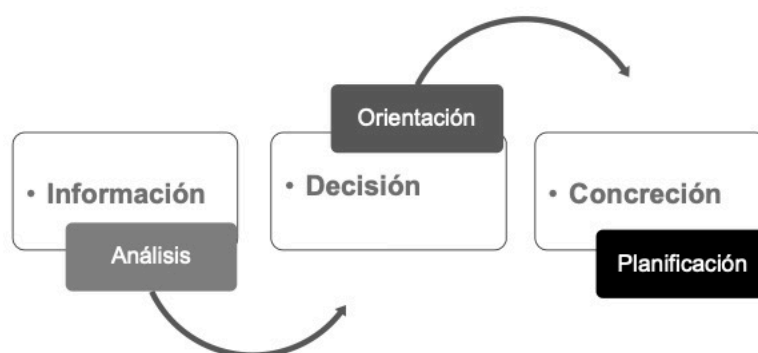 Orientación
• Información
• Decisión
• Concreción
Análisis
Planificación